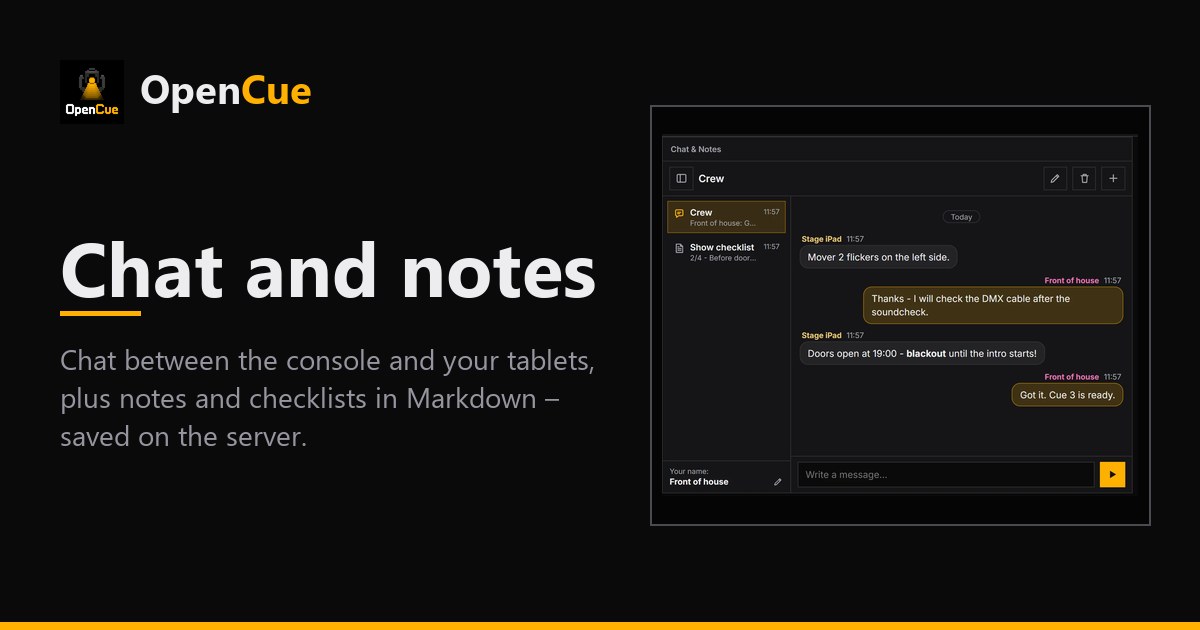 OpenCue
OpenCue
Chat and notes
Chat between the console and your tablets,
plus notes and checklists in Markdown –
saved on the server.
Chat & Notes
Crew
Crew 11:57
Front of house: G...
Show checklist 11:57
2/4 - Before door...
Your name:
Front of house
Today
Stage iPad 11:57
Mover 2 flickers on the left side.
Front of house 11:57
Thanks - I will check the DMX cable after the
soundcheck.
Stage iPad 11:57
Doors open at 19:00 - blackout until the intro starts!
Front of house 11:57
Got it. Cue 3 is ready.
Write a message...